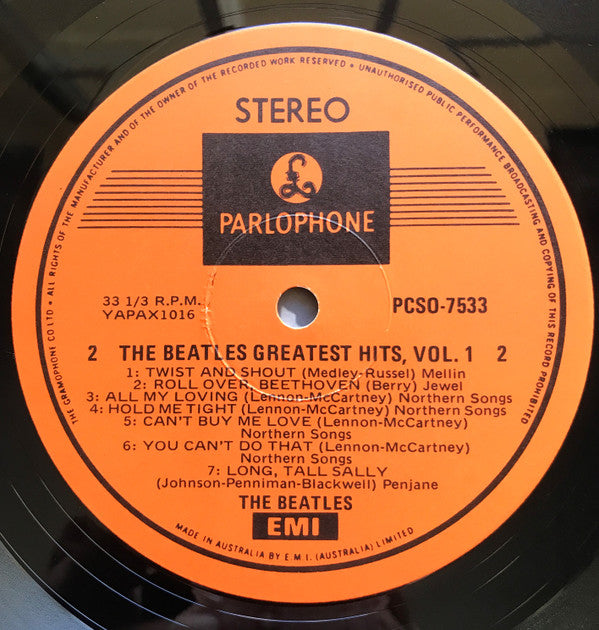 THE GRAMOPHONE CO LTD • ALL RIGHTS OF THE MANUFACTURER AND OF THE OWNER OF THE RECORDED WORK RESERVED • UNAUTHORISED PUBLIC PERFORMANCE BROADCASTING AND COPYING OF THIS RECORD PROHIBITED
STEREO
£
PARLOPHONE
33 1/3 R.P.M.
YAPAX1016
PCSO-7533
2 THE BEATLES GREATEST HITS, VOL. 1 2
1: TWIST AND SHOUT (Medley-Russel) Mellin
2: ROLL OVER, BEETHOVEN (Berry) Jewel
3: ALL MY LOVING (Lennon-McCartney) Northern Songs
4: HOLD ME TIGHT (Lennon-McCartney) Northern Songs
5: CAN'T BUY ME LOVE (Lennon-McCartney)
Northern Songs
6: YOU CAN'T DO THAT (Lennon-McCartney)
Northern Songs
7: LONG, TALL SALLY
(Johnson-Penniman-Blackwell) Penjane
THE BEATLES
EMI
MADE IN AUSTRALIA BY E.M.I. (AUSTRALIA) LIMITED